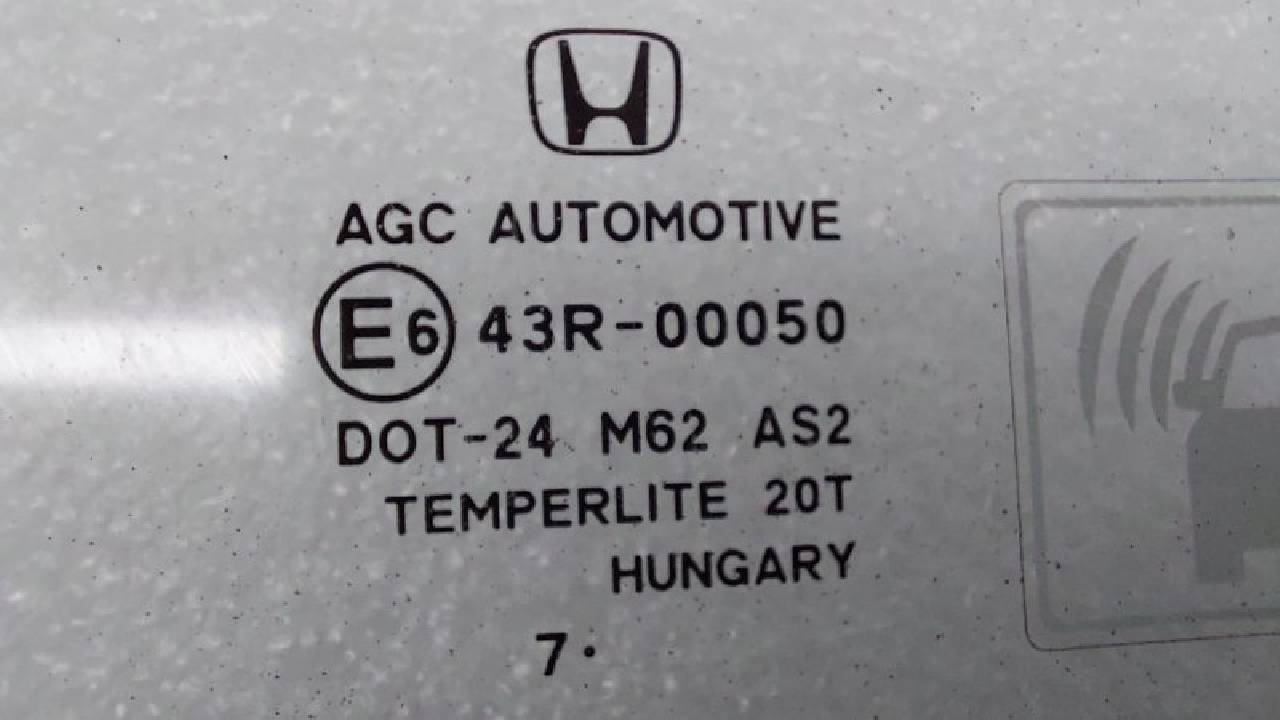 AGC AUTOMOTIVE
E6 43R-00050
DOT-24 M62 AS2
TEMPERLITE 20T
HUNGARY
7·